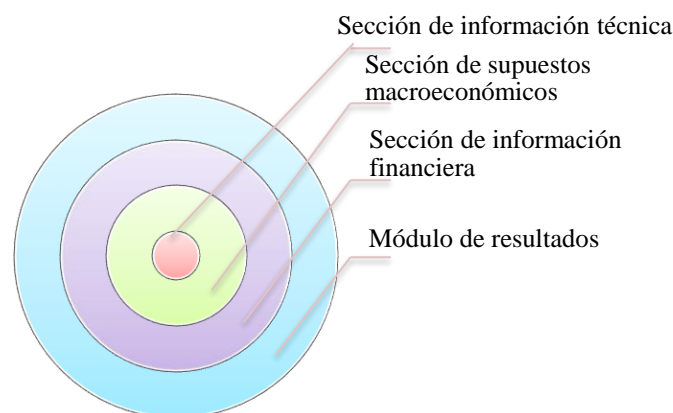 Sección de información técnica
Sección de supuestos
macroeconómicos
Sección de información
financiera
Módulo de resultados